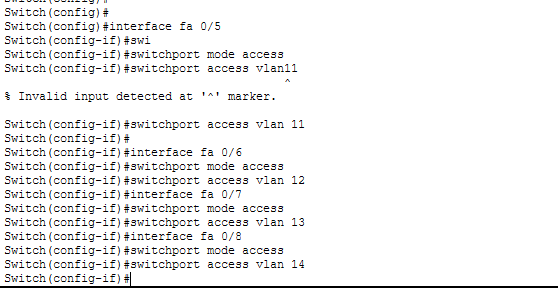 Switch(config)#
Switch(config)#
Switch(config)#interface fa 0/5
Switch(config-if)#swi
Switch(config-if)#switchport mode access
Switch(config-if)#switchport access vlan11
^
% Invalid input detected at '^' marker.
Switch(config-if)#switchport access vlan 11
Switch(config-if)#
Switch(config-if)#interface fa 0/6
Switch(config-if)#switchport mode access
Switch(config-if)#switchport access vlan 12
Switch(config-if)#interface fa 0/7
Switch(config-if)#switchport mode access
Switch(config-if)#switchport access vlan 13
Switch(config-if)#interface fa 0/8
Switch(config-if)#switchport mode access
Switch(config-if)#switchport access vlan 14
Switch(config-if)#